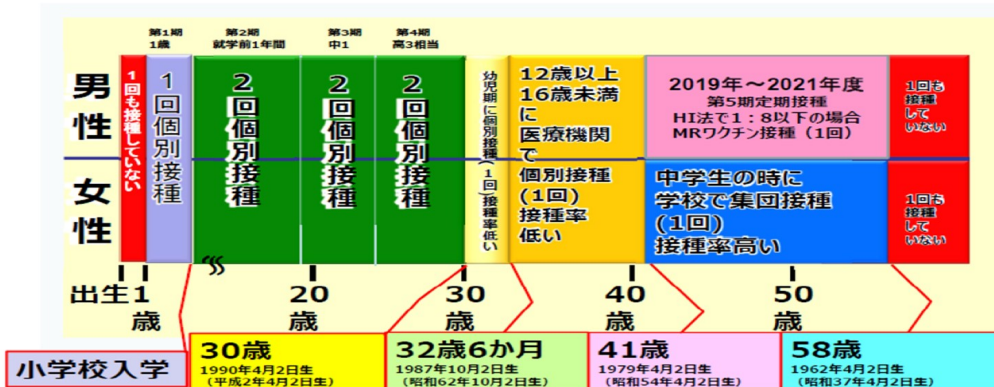 第1期
1歳
第2期
就学前1年間
第3期
中1
第4期
高3相当
男性
女性
1回も接種していない
1回個別接種
2回個別接種
2回個別接種
2回個別接種
幼児期に個別接種(1回)接種率低い
12歳以上
16歳未満
に
医療機関
で
個別接種
(1回)
接種率
低い
2019年~2021年度
第5期定期接種
HI法で1:8以下の場合
MRワクチン接種(1回)
中学生の時に
学校で集団接種
(1回)
接種率高い
1回も
接種
して
いない
1回も
接種
して
いない
出生
1歳
20歳
30歳
40歳
50歳
小学校入学
30歳
1990年4月2日生
(平成2年4月2日生)
32歳6か月
1987年10月2日生
(昭和62年10月2日生)
41歳
1979年4月2日生
(昭和54年4月2日生)
58歳
1962年4月2日生
(昭和37年4月2日生)